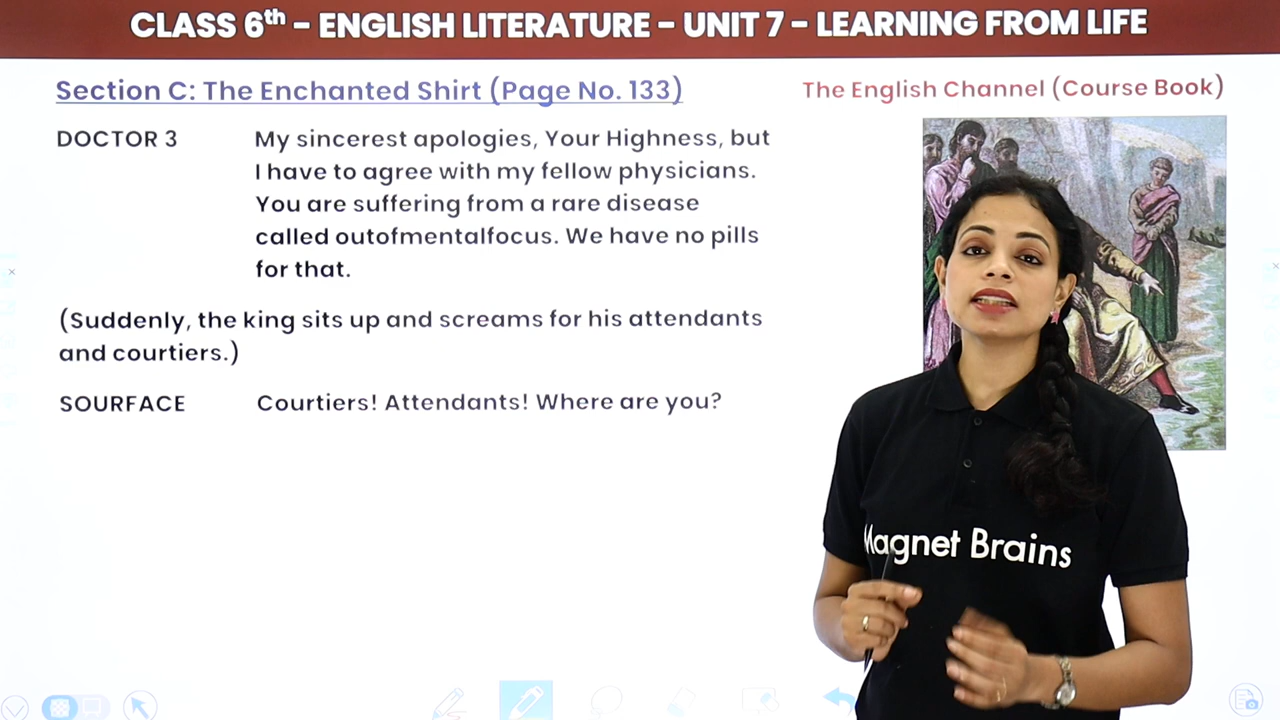 CLASS 6th – ENGLISH LITERATURE – UNIT 7 – LEARNING FROM LIFE
Section C: The Enchanted Shirt (Page No. 133)
The English Channel (Course Book)
DOCTOR 3 My sincerest apologies, Your Highness, but
I have to agree with my fellow physicians.
You are suffering from a rare disease
called outofmentalfocus. We have no pills
for that.
(Suddenly, the king sits up and screams for his attendants
and courtiers.)
SOURFACE Courtiers! Attendants! Where are you?
Magnet Brains